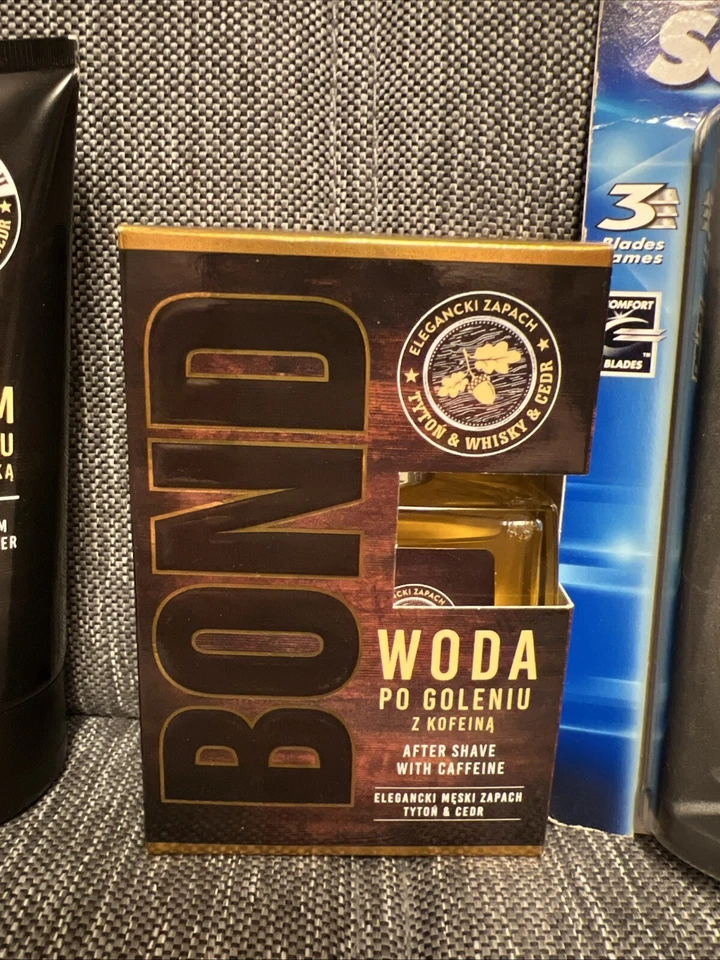 BOND
ELEGANCKI ZAPACH
TYTOŃ & WHISKY & CEDR
WODA
PO GOLENIU
Z KOFEINĄ
AFTER SHAVE
WITH CAFFEINE
ELEGANCKI MĘSKI ZAPACH
TYTOŃ & CEDR
3
Blades
BLADES